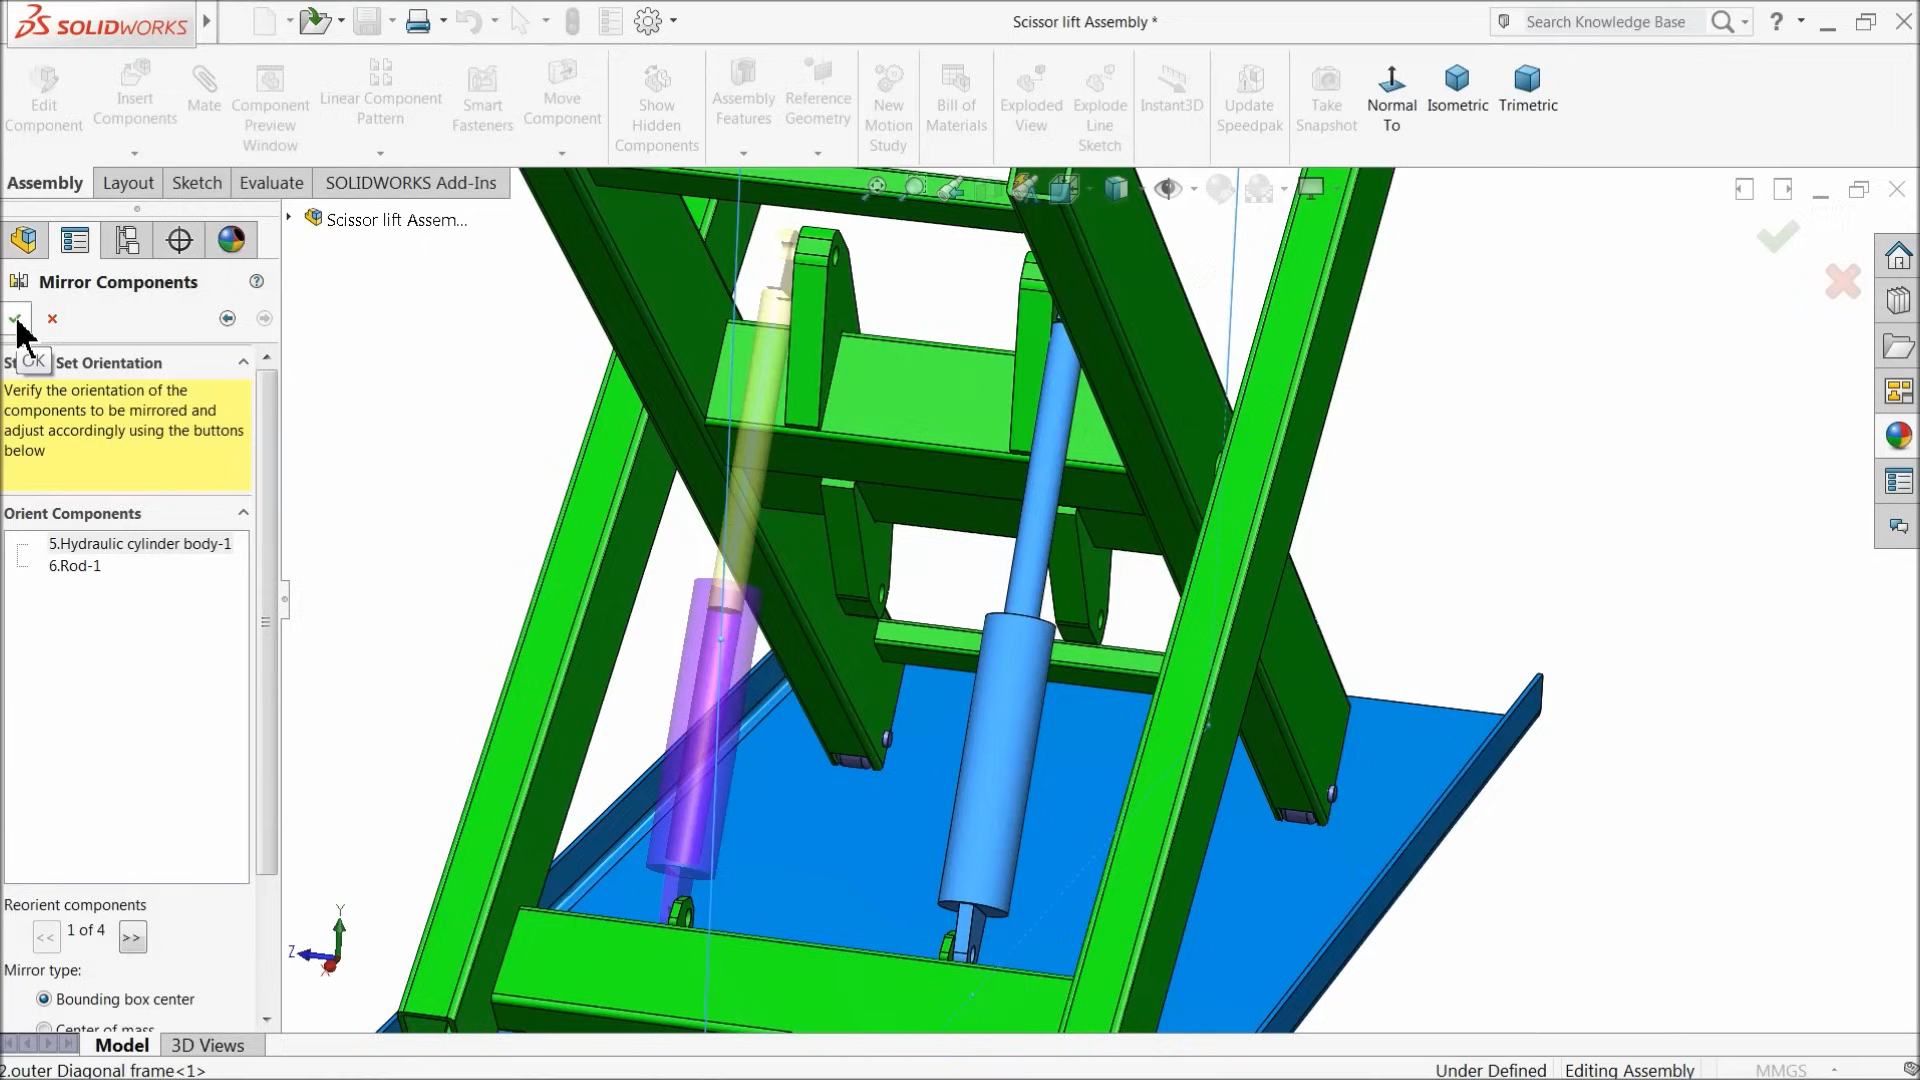 SOLIDWORKS
Scissor lift Assembly *
Search Knowledge Base
?
Edit
Component
Insert
Components
Mate
Component
Preview
Window
Linear Component
Pattern
Smart
Fasteners
Move
Component
Show
Hidden
Components
Assembly
Features
Reference
Geometry
New
Motion
Study
Bill of
Materials
Exploded
View
Explode
Line
Sketch
Instant3D
Update
Speedpak
Take
Snapshot
Normal
To
Isometric
Trimetric
Assembly
Layout
Sketch
Evaluate
SOLIDWORKS Add-Ins
Scissor lift Assem...
Mirror Components
?
Set Orientation
OK
Verify the orientation of the
components to be mirrored and
adjust accordingly using the buttons
below
Orient Components
5.Hydraulic cylinder body-1
6.Rod-1
Reorient components
<< 1 of 4 >>
Mirror type:
Bounding box center
Center of mass
Y
Z
X
Model
3D Views
2.outer Diagonal frame<1>
Under Defined
Editing Assembly
MMGS